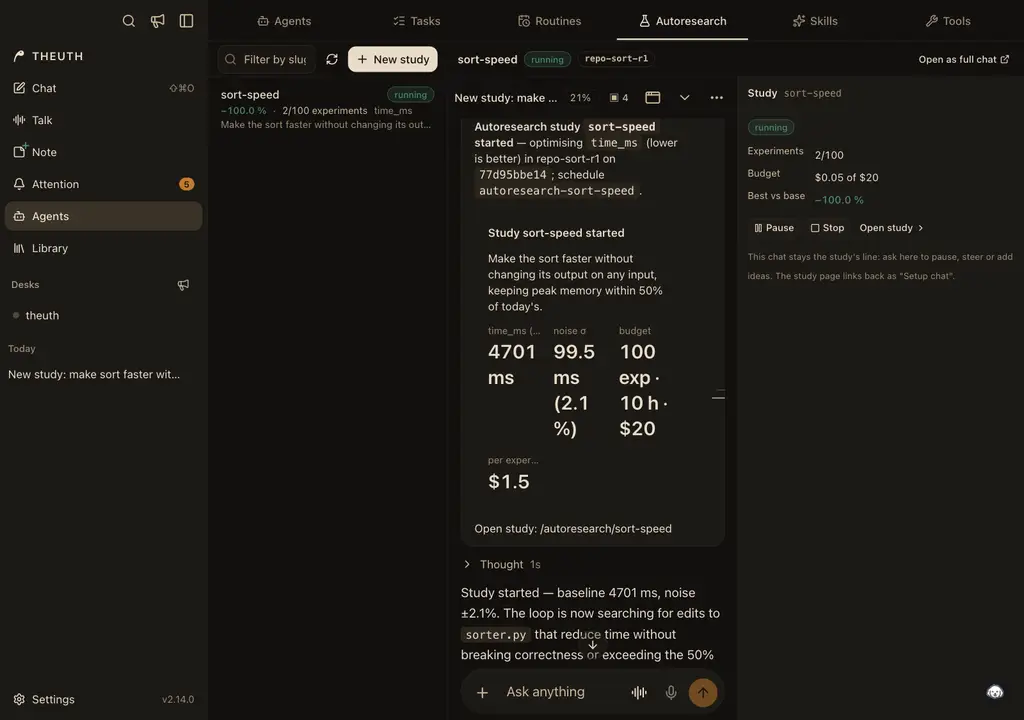 THEUTH
Chat
⇧⌘O
Talk
Note
Attention
5
Agents
Library
Desks
theuth
Today
New study: make sort faster wit...
Settings
v2.14.0
Agents
Tasks
Routines
Autoresearch
Skills
Tools
Filter by slug
New study
sort-speed
running
−100.0 % · 2/100 experiments time_ms
Make the sort faster without changing its out...
sort-speed
running
repo-sort-r1
Open as full chat
New study: make ...
21%
4
Autoresearch study sort-speed
started — optimising time_ms (lower
is better) in repo-sort-r1 on
77d95bbe14 ; schedule
autoresearch-sort-speed .
Study sort-speed started
Make the sort faster without
changing its output on any input,
keeping peak memory within 50%
of today's.
time_ms (...
4701
ms
noise σ
99.5
ms
(2.1
%)
budget
100
exp ·
10 h ·
$20
per exper...
$1.5
Open study: /autoresearch/sort-speed
Thought 1s
Study started — baseline 4701 ms, noise
±2.1%. The loop is now searching for edits to
sorter.py that reduce time without
breaking correctness or exceeding the 50%
Ask anything
Study sort-speed
running
Experiments 2/100
Budget $0.05 of $20
Best vs base −100.0 %
Pause
Stop
Open study
This chat stays the study's line: ask here to pause, steer or add
ideas. The study page links back as "Setup chat".